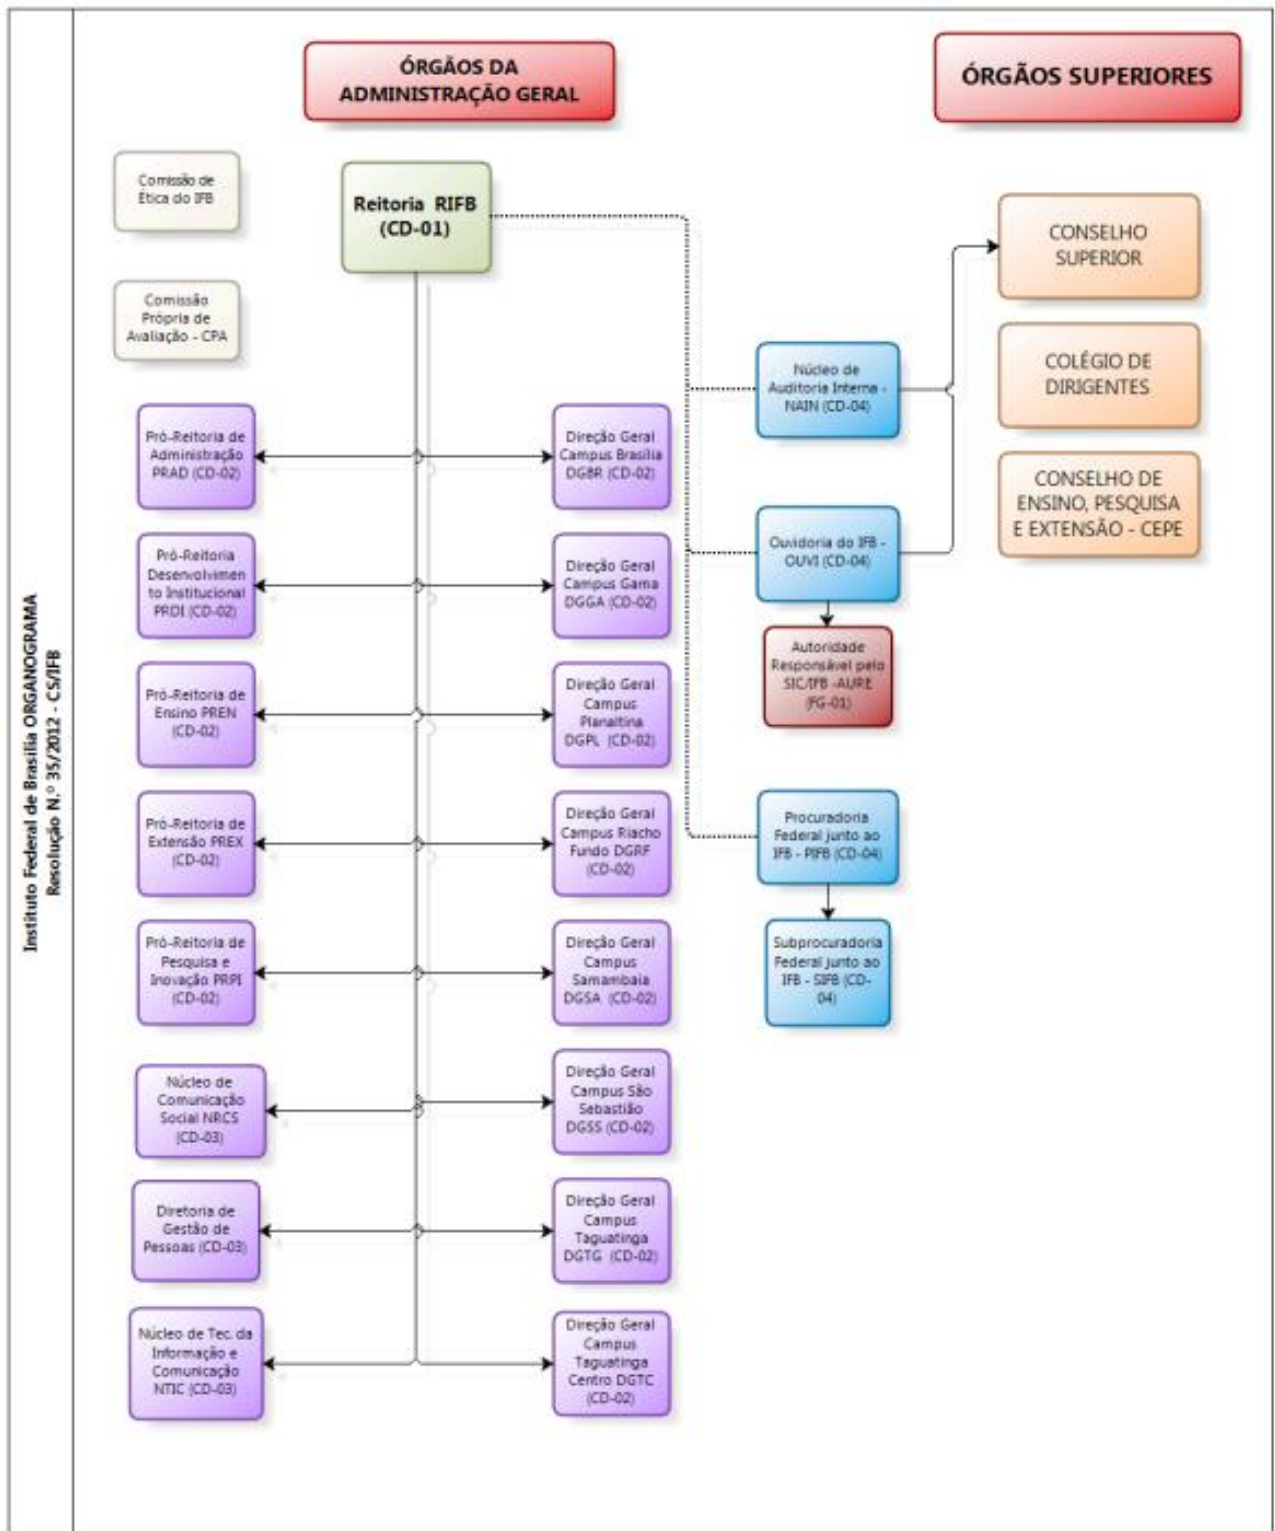 Instituto Federal de Brasília ORGANOGRAMA
Resolução N.º 35/2012 - CS/IFB
ÓRGÃOS DA
ADMINISTRAÇÃO GERAL
ÓRGÃOS SUPERIORES
Comissão de
Ética do IFB
Reitoria RIFB
(CD-01)
CONSELHO
SUPERIOR
Comissão
Própria de
Avaliação - CPA
COLÉGIO DE
DIRIGENTES
Núcleo de
Auditoria Interna -
NAIN (CD-04)
CONSELHO DE
ENSINO, PESQUISA
E EXTENSÃO - CEPE
Pró-Reitoria de
Administração
PRAD (CD-02)
Direção Geral
Campus Brasília
DGBR (CD-02)
Ouvidoria do IFB -
OUVI (CD-04)
Pró-Reitoria
Desenvolvimen
to Institucional
PRDI (CD-02)
Direção Geral
Campus Gama
DGGA (CD-02)
Autoridade
Responsável pelo
SIC/IFB -AURE
(FG-01)
Pró-Reitoria de
Ensino PREN
(CD-02)
Direção Geral
Campus
Planaltina
DGPL (CD-02)
Pró-Reitoria de
Extensão PREX
(CD-02)
Direção Geral
Campus Riacho
Fundo DGRF
(CD-02)
Procuradoria
Federal junto ao
IFB - PIFB (CD-04)
Pró-Reitoria de
Pesquisa e
Inovação PRPI
(CD-02)
Direção Geral
Campus
Samambaia
DGSA (CD-02)
Subprocuradoria
Federal junto ao
IFB - SIFB (CD-
04)
Núcleo de
Comunicação
Social NRCS
(CD-03)
Direção Geral
Campus São
Sebastião
DGSS (CD-02)
Diretoria de
Gestão de
Pessoas (CD-03)
Direção Geral
Campus
Taguatinga
DGTG (CD-02)
Núcleo de Tec. da
Informação e
Comunicação
NTIC (CD-03)
Direção Geral
Campus
Taguatinga
Centro DGTC
(CD-02)